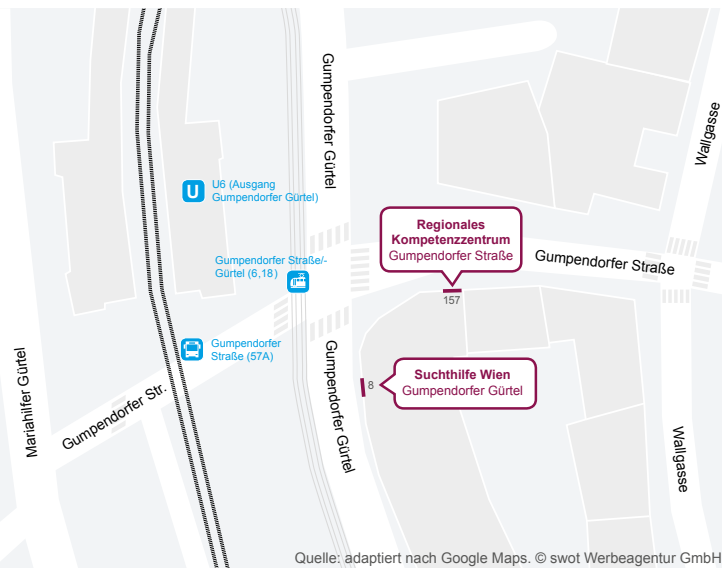 Gumpendorfer Gürtel
Wallgasse
U
U6 (Ausgang
Gumpendorfer Gürtel)
Regionales
Kompetenzzentrum
Gumpendorfer Straße
Gumpendorfer Straße/-
Gürtel (6,18)
Gumpendorfer Straße
157
Gumpendorfer
Straße (57A)
Mariahilfer Gürtel
Gumpendorfer Str.
Gumpendorfer Gürtel
8
Suchthilfe Wien
Gumpendorfer Gürtel
Wallgasse
Quelle: adaptiert nach Google Maps. © swot Werbeagentur GmbH